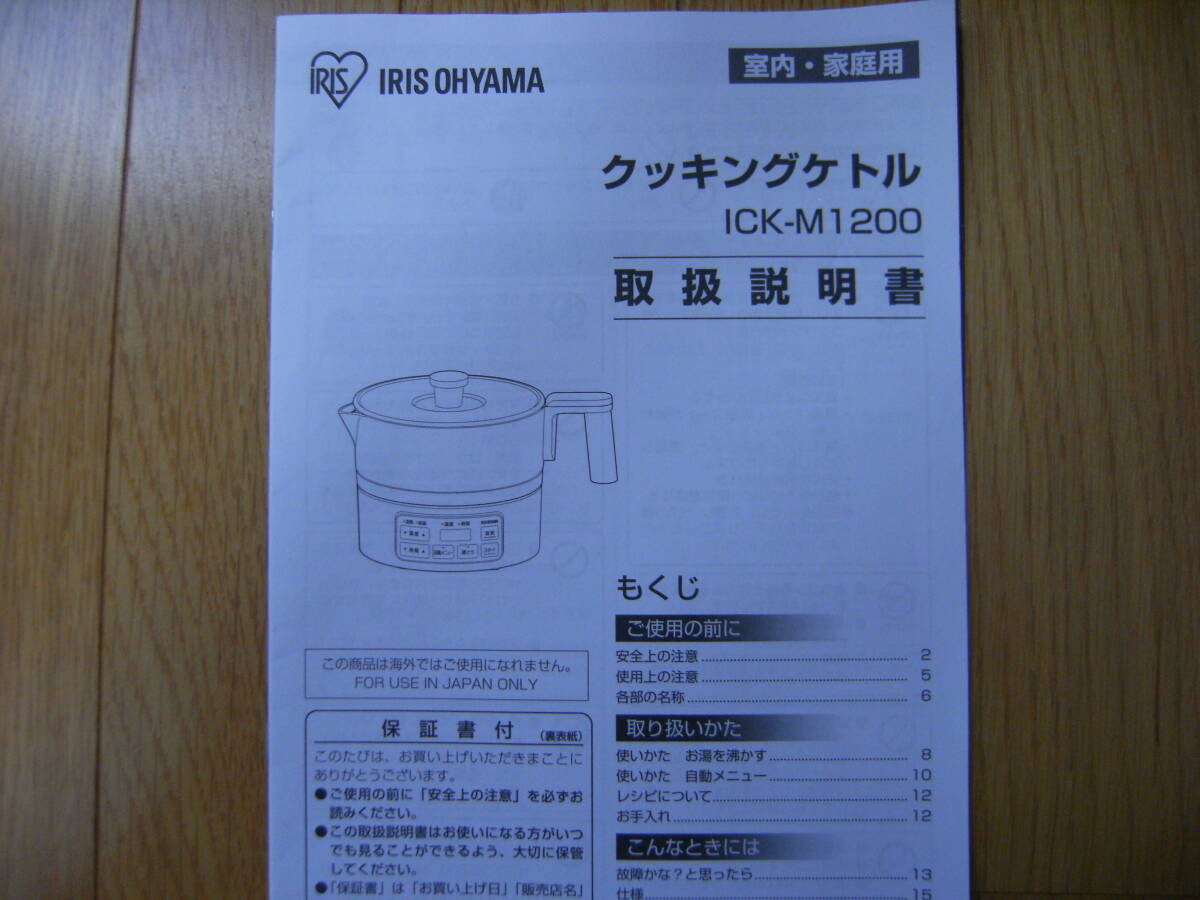 IRIS IRIS OHYAMA
室内・家庭用
クッキングケトル
ICK-M1200
取扱説明書
この商品は海外ではご使用になれません。
FOR USE IN JAPAN ONLY
保証書付 (裏表紙)
このたびは、お買い上げいただきまことに
ありがとうございます。
●ご使用の前に「安全上の注意」を必ずお
読みください。
●この取扱説明書はお使いになる方がいつ
でも見ることができるよう、大切に保管
してください。
●「保証書」は「お買い上げ日」「販売店名」
もくじ
ご使用の前に
安全上の注意 2
使用上の注意 5
各部の名称 6
取り扱いかた
使いかた お湯を沸かす 8
使いかた 自動メニュー 10
レシピについて 12
お手入れ 12
こんなときには
故障かな?と思ったら 13
仕様 15